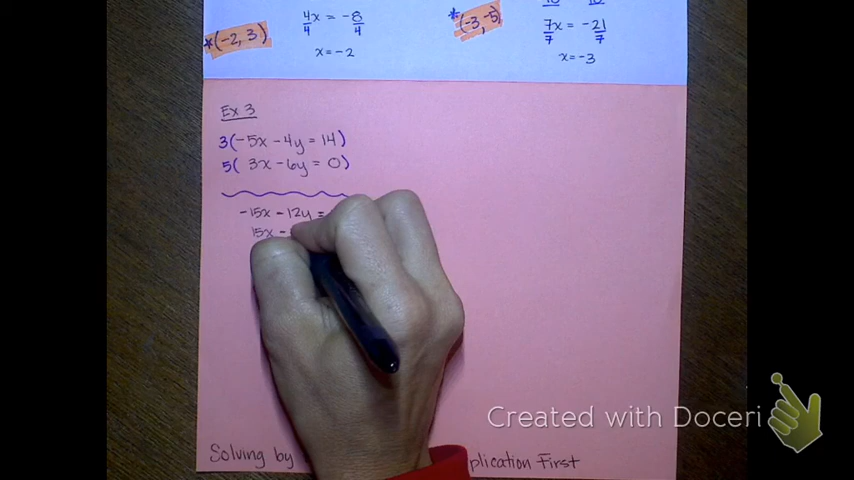 *(-2, 3)
4x = -8
4 4
x = -2
*(-3, -5)
7x = -21
7 7
x = -3
Ex 3
3(-5x - 4y = 14)
5( 3x - 6y = 0)
-15x - 12y =
15x -
Created with Doceri
Solving by
First